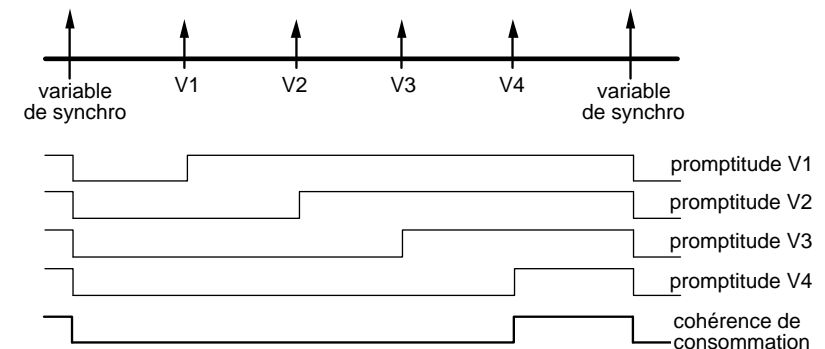 variable
de synchro
V1
V2
V3
V4
variable
de synchro
promptitude V1
promptitude V2
promptitude V3
promptitude V4
cohérence de
consommation